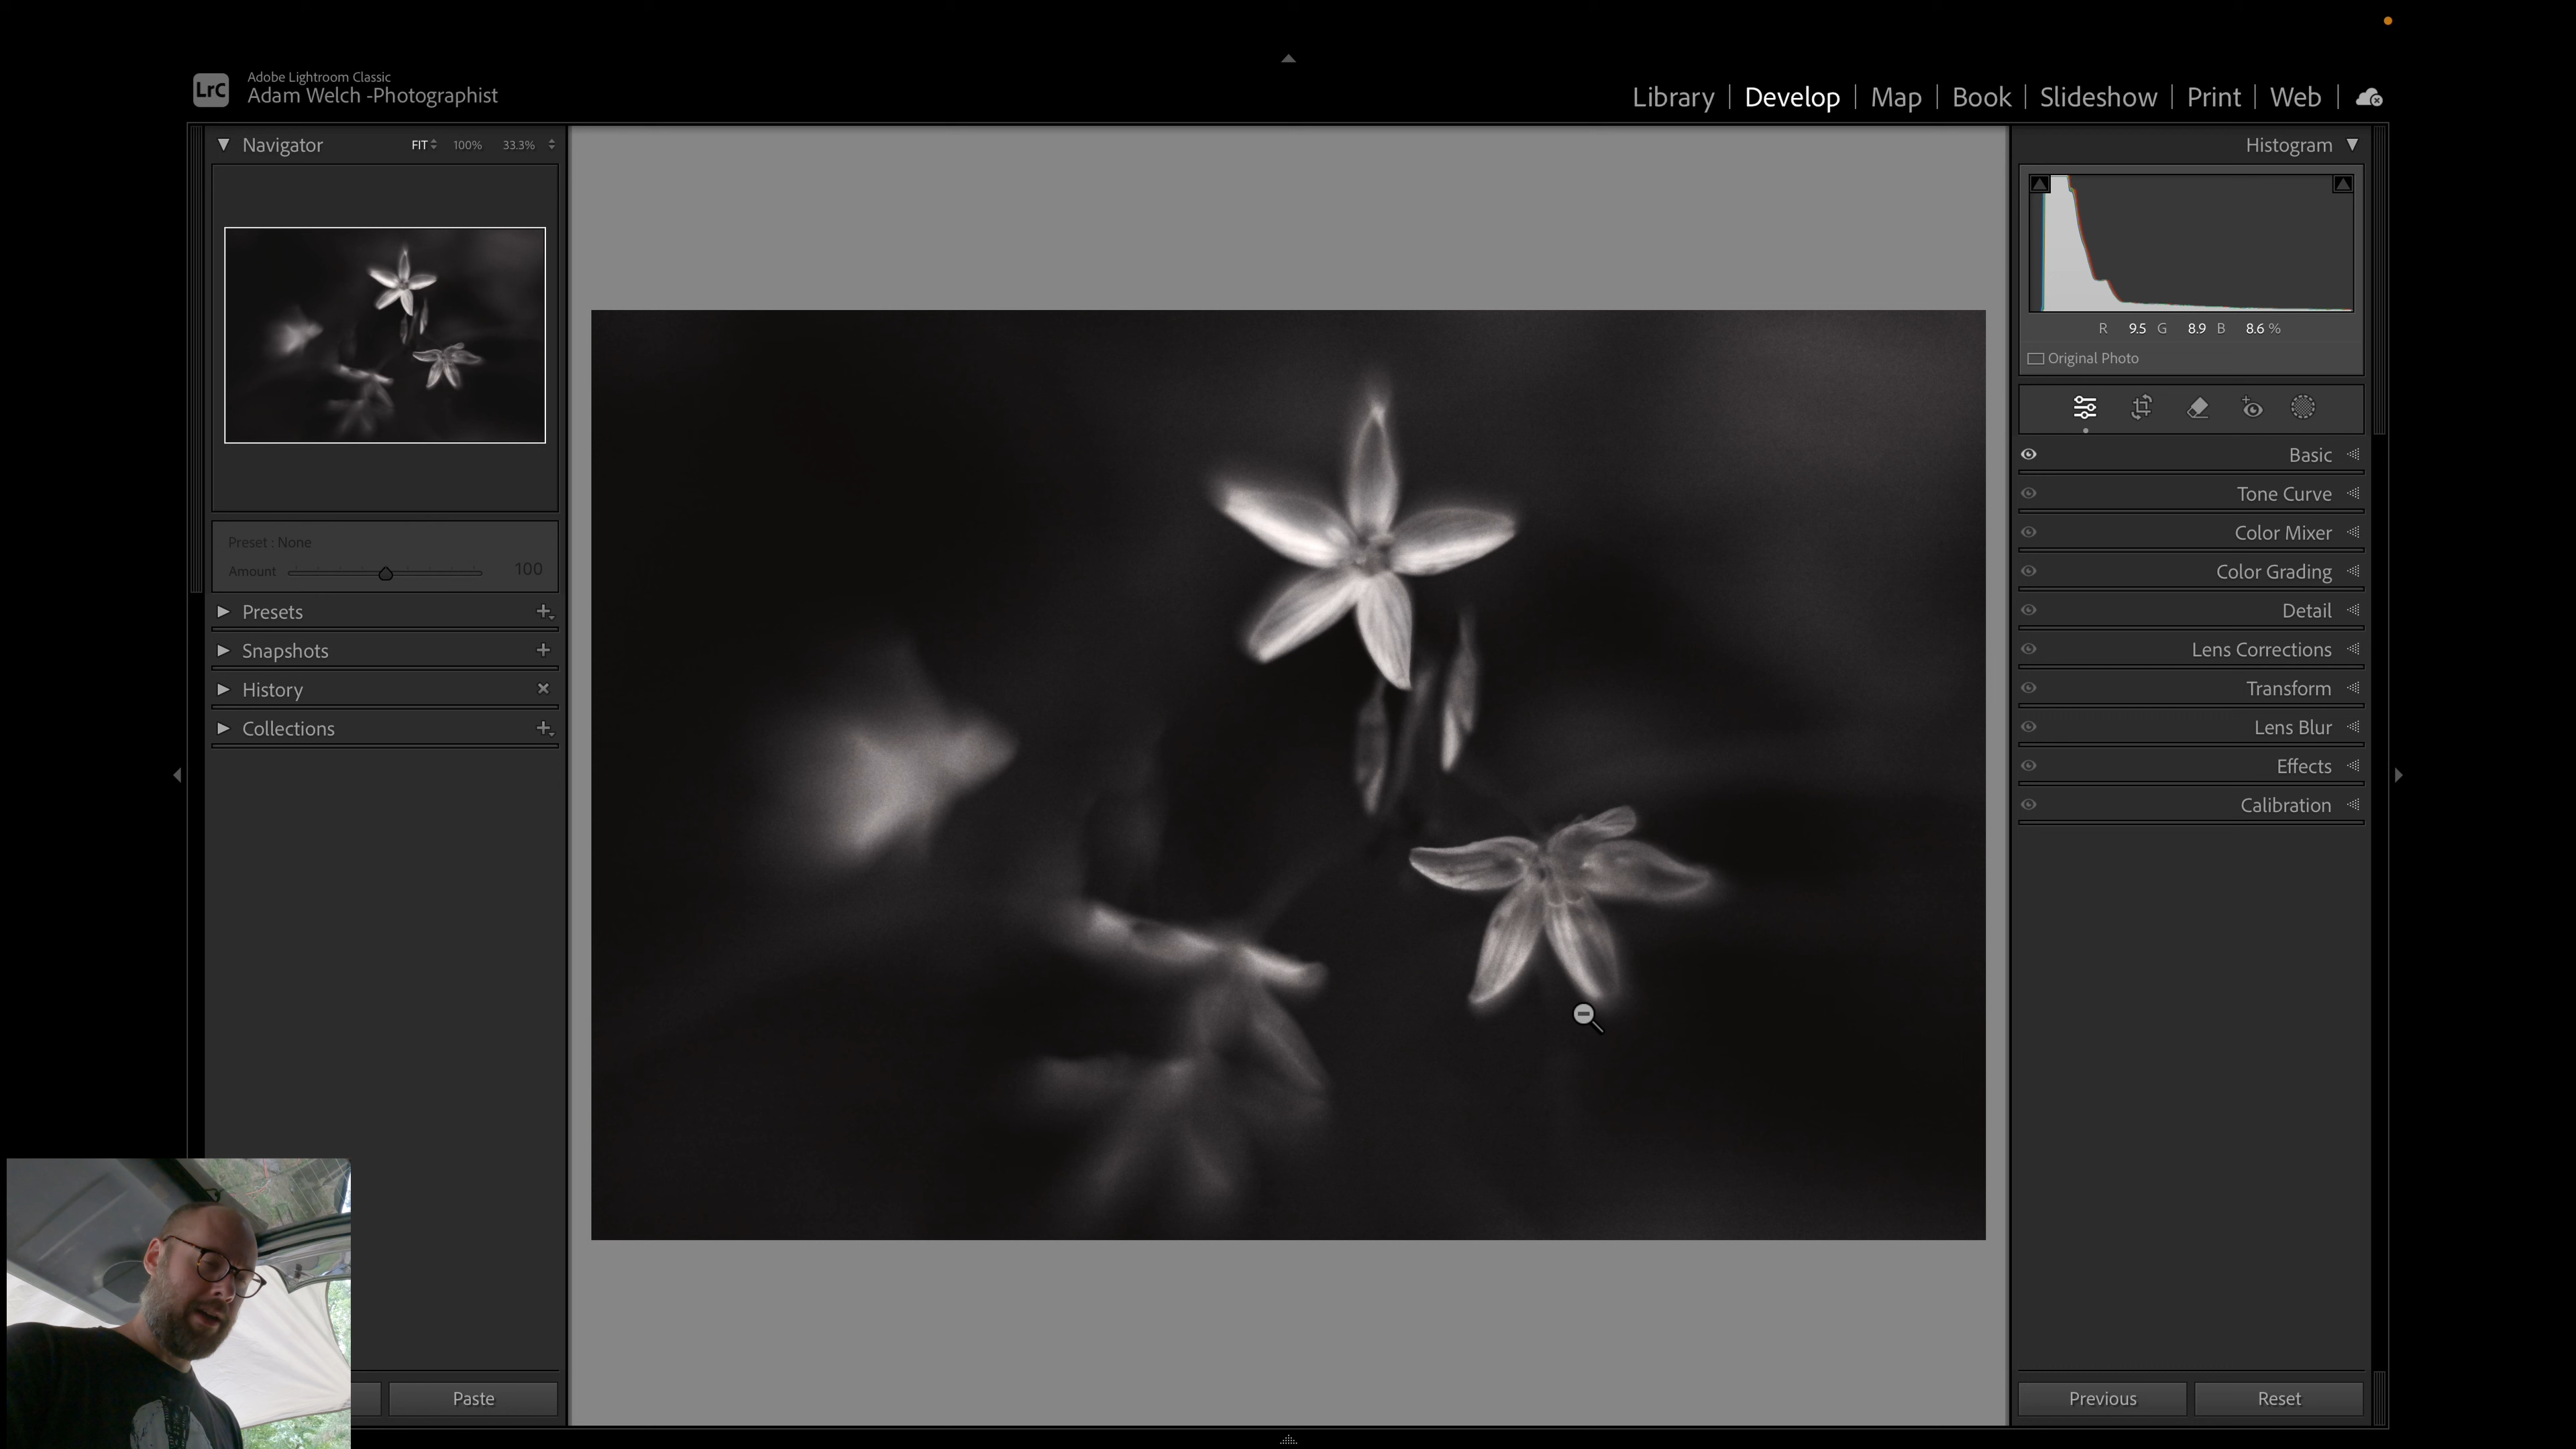 LrC
Adobe Lightroom Classic
Adam Welch -Photographist
Library | Develop | Map | Book | Slideshow | Print | Web |
Navigator FIT 100% 33.3%
Histogram
R 9.5 G 8.9 B 8.6 %
Original Photo
Basic
Tone Curve
Color Mixer
Color Grading
Detail
Lens Corrections
Transform
Lens Blur
Effects
Calibration
Preset : None
Amount 100
Presets
Snapshots
History
Collections
Paste
Previous
Reset